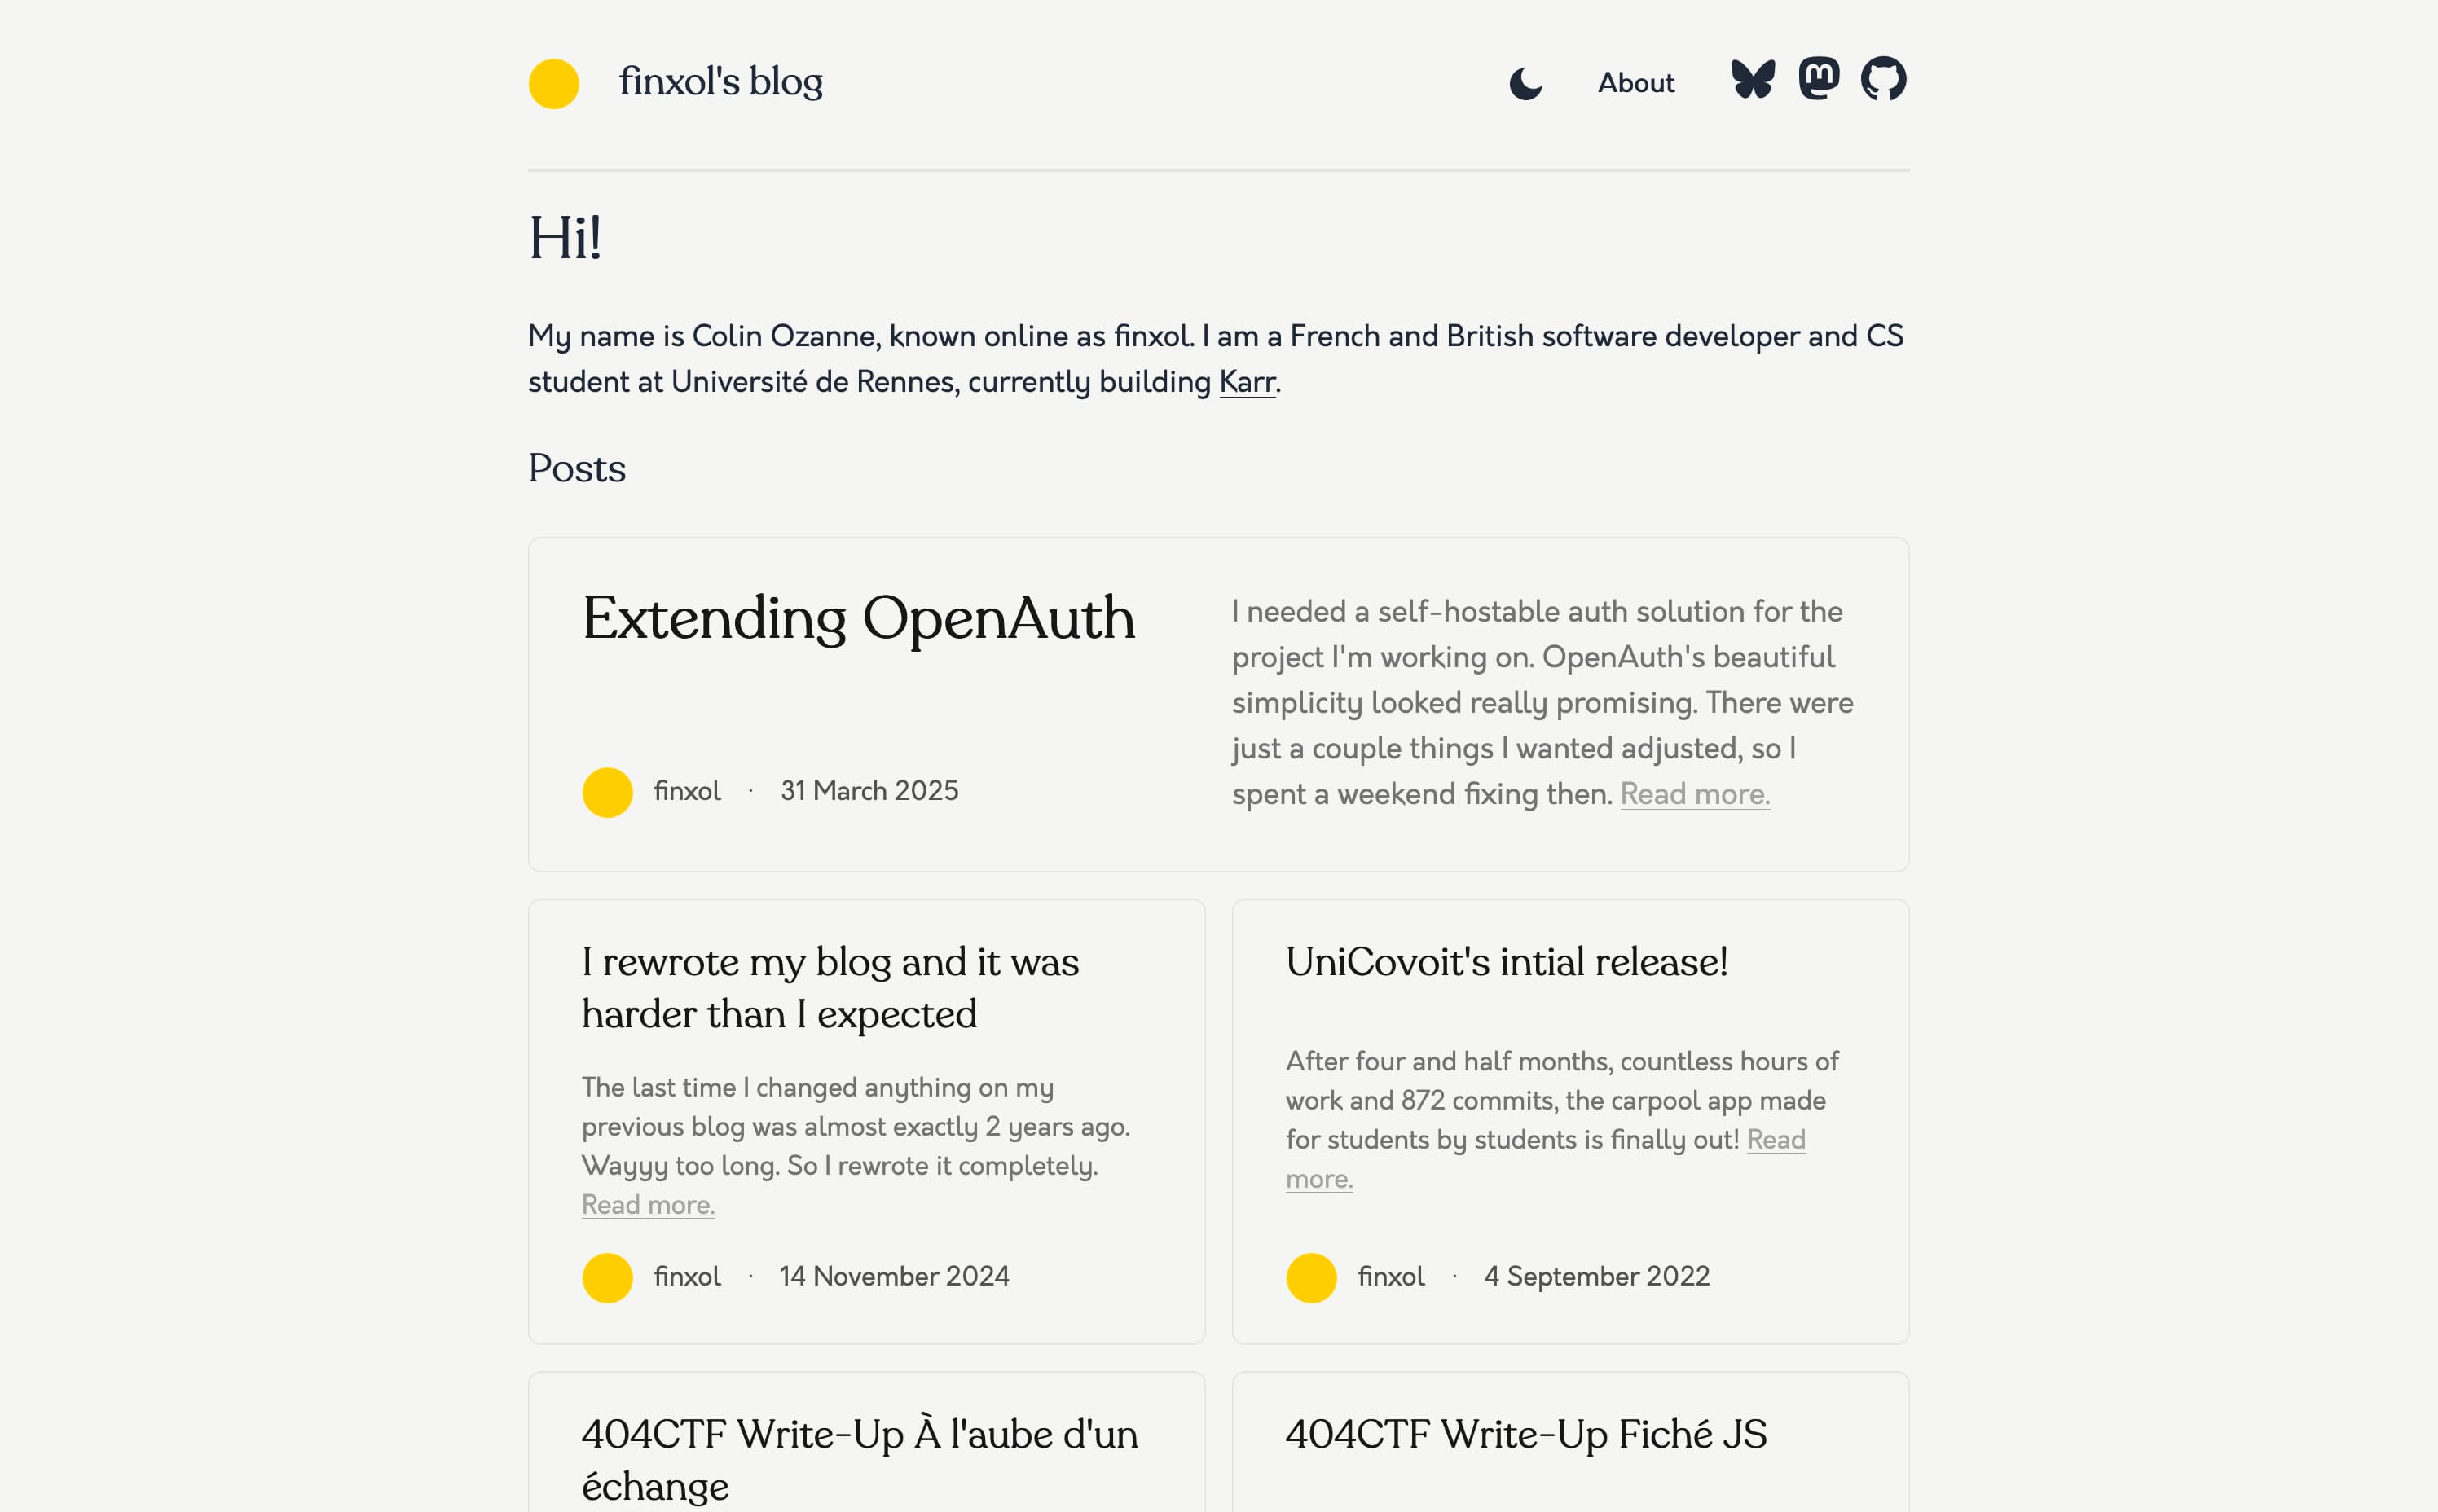 finxol's blog
About
Hi!
My name is Colin Ozanne, known online as finxol. I am a French and British software developer and CS
student at Université de Rennes, currently building Karr.
Posts
Extending OpenAuth
I needed a self-hostable auth solution for the
project I'm working on. OpenAuth's beautiful
simplicity looked really promising. There were
just a couple things I wanted adjusted, so I
spent a weekend fixing then. Read more.
finxol · 31 March 2025
I rewrote my blog and it was
harder than I expected
The last time I changed anything on my
previous blog was almost exactly 2 years ago.
Wayyy too long. So I rewrote it completely.
Read more.
finxol · 14 November 2024
UniCovoit's intial release!
After four and half months, countless hours of
work and 872 commits, the carpool app made
for students by students is finally out! Read
more.
finxol · 4 September 2022
404CTF Write-Up À l'aube d'un
échange
404CTF Write-Up Fiché JS